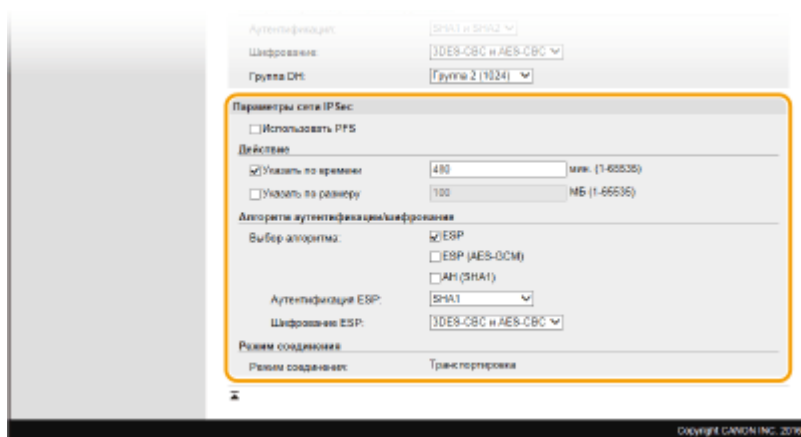 Аутентификация: SHA1 и SHA2
Шифрование: 3DES-CBC и AES-CBC
Группа DH: Группа 2 (1024)
Параметры сети IPSec
Использовать PFS
Действие
Указать по времени 480 мин. (1-65535)
Указать по размеру 100 МБ (1-65535)
Алгоритм аутентификации/шифрования
Выбор алгоритма: ESP
ESP (AES-GCM)
AH (SHA1)
Аутентификация ESP: SHA1
Шифрование ESP: 3DES-CBC и AES-CBC
Режим соединения
Режим соединения: Транспортировка
Copyright CANON INC. 2016